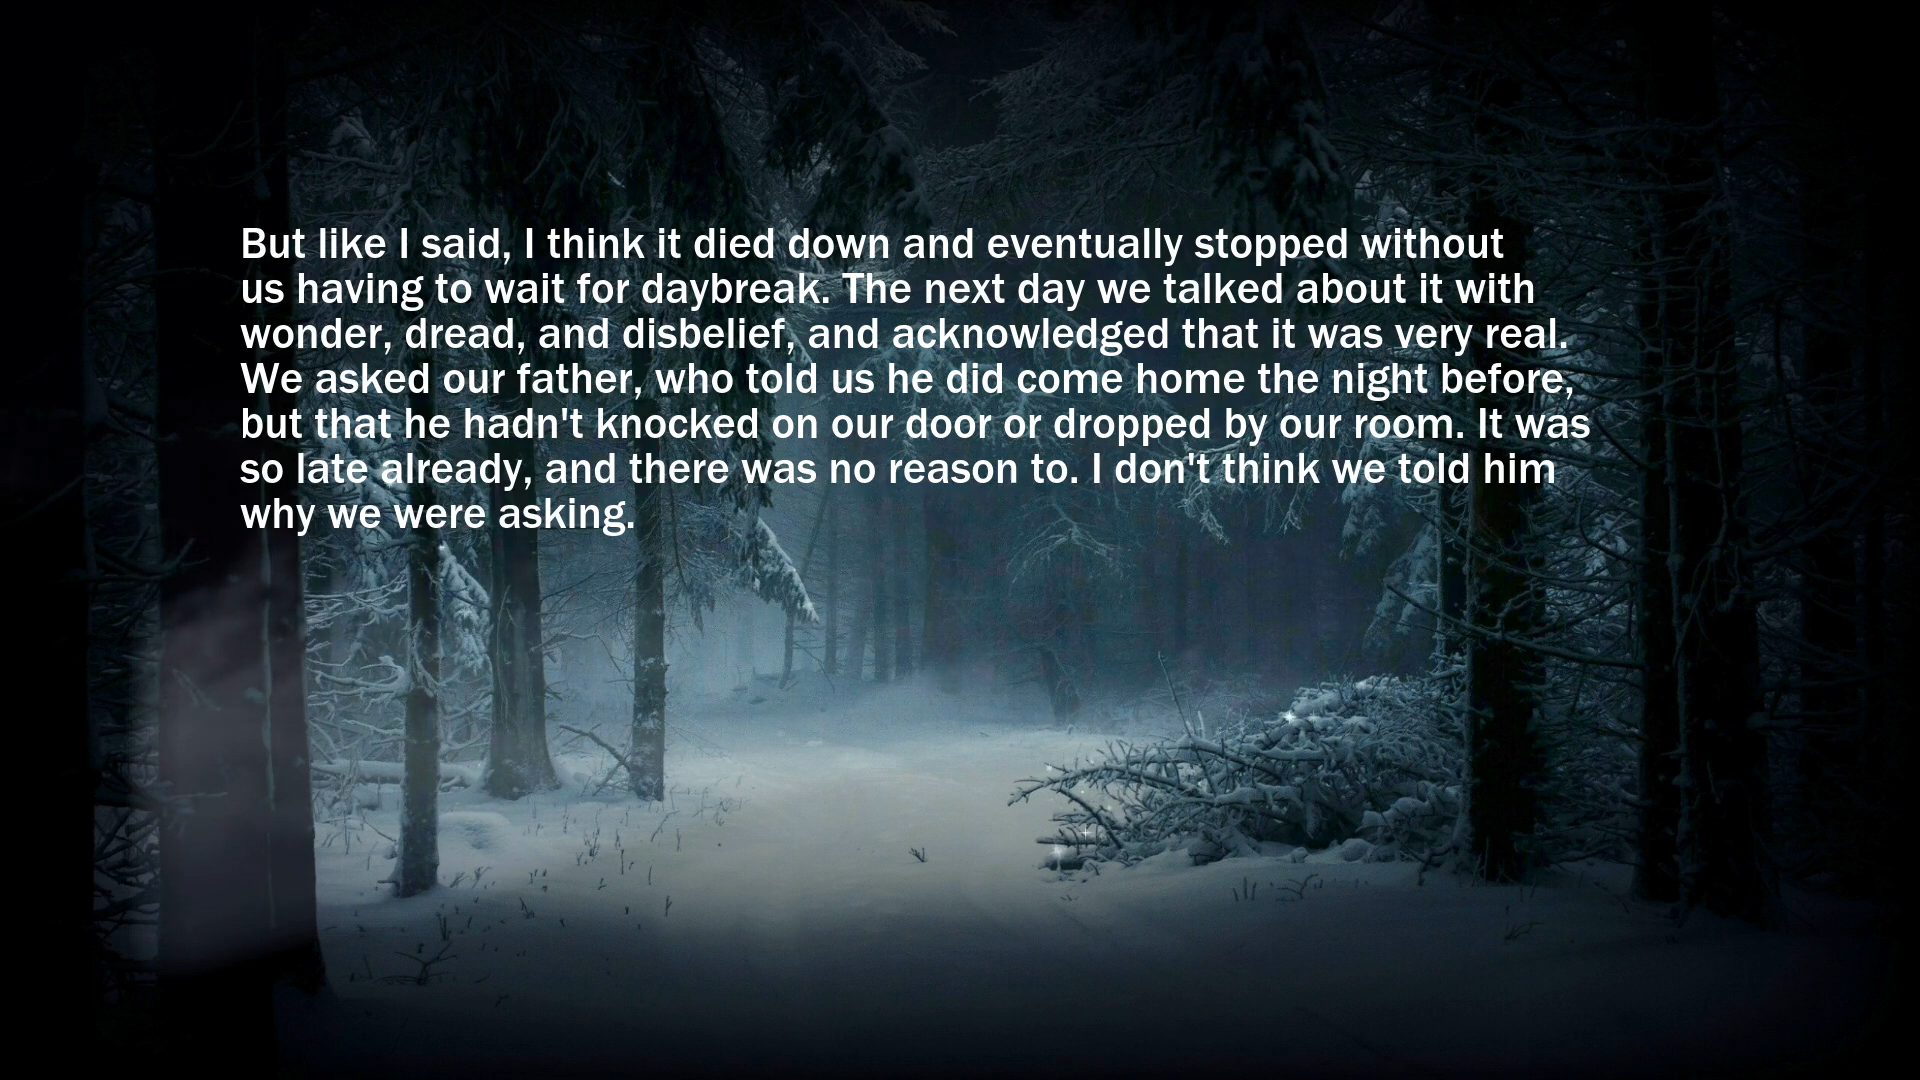 But like I said, I think it died down and eventually stopped without
us having to wait for daybreak. The next day we talked about it with
wonder, dread, and disbelief, and acknowledged that it was very real.
We asked our father, who told us he did come home the night before,
but that he hadn't knocked on our door or dropped by our room. It was
so late already, and there was no reason to. I don't think we told him
why we were asking.